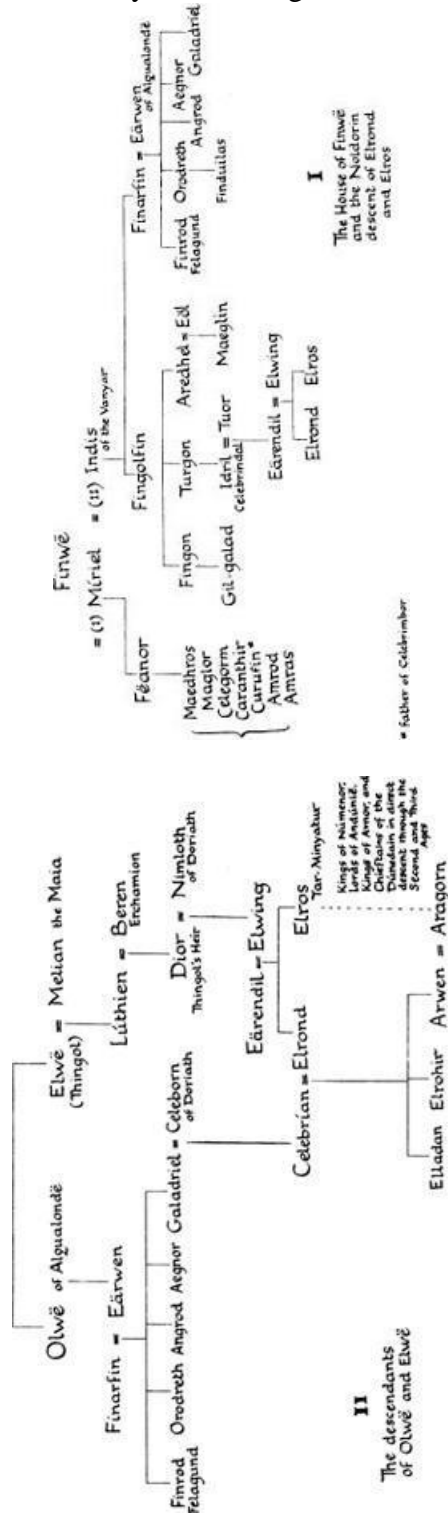 Finwë
= (1) Míriel = (11) Indis
of the Vanyar
Fëanor
Fingolfin
Finarfin = Eärwen
of Alqualondë
Maedhros
Maglor
Celegorm
Caranthir
Curufin*
Amrod
Amras
Fingon Turgon Aredhel = Eöl
Finrod Orodreth Angrod Aegnor Galadriel
Felagund
Gil-galad Idril = Tuor Maeglin
Celebrindal
Finduilas
Eärendil = Elwing
Elrond Elros
* Father of Celebrimbor
I
The House of Finwë
and the Noldorin
descent of Elrond
and Elros
Olwë of Alqualondë Elwë = Melian the Maia
(Thingol)
Finarfin = Eärwen Lúthien = Beren
Erchamion
Finrod Orodreth Angrod Aegnor Galadriel = Celeborn
Felagund of Doriath
Dior = Nimloth
Thingol's Heir of Doriath
Eärendil = Elwing
Celebrían = Elrond Elros
Tar-Minyatur
Kings of Númenor:
Lords of Andúnië.
Kings of Arnor, and
Chieftains of the
Dúnedain in direct
descent through the
Second and Third
Ages
Elladan Elrohir Arwen = Aragorn
II
The descendants
of Olwë and Elwë